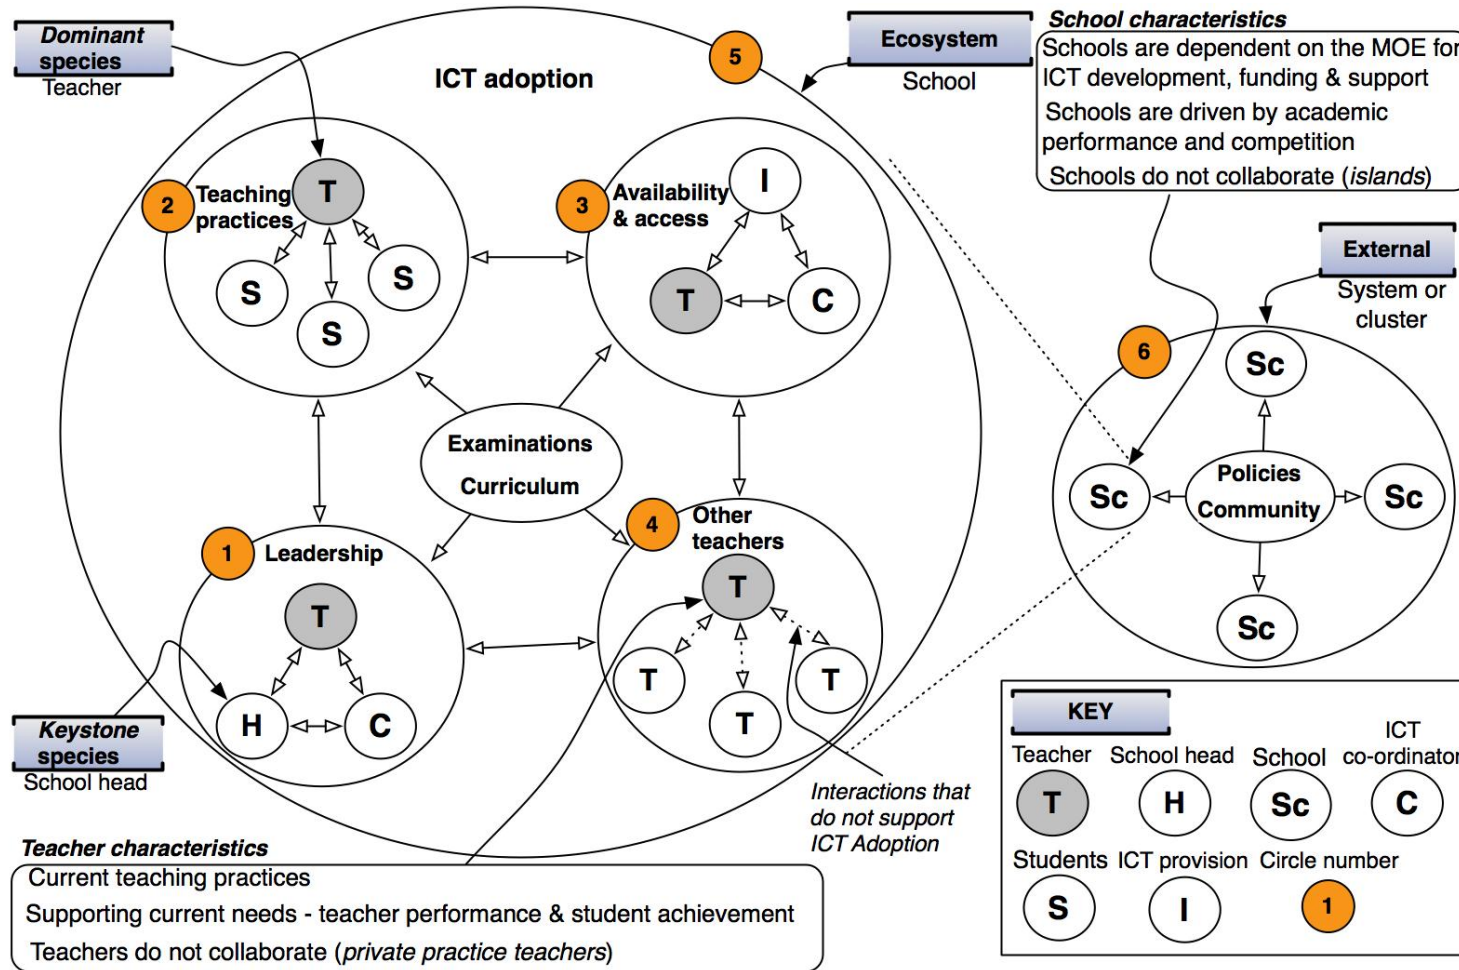 Dominant
species
Teacher
ICT adoption
5
Ecosystem
School
School characteristics
Schools are dependent on the MOE for
ICT development, funding & support
Schools are driven by academic
performance and competition
Schools do not collaborate (islands)
2
Teaching
practices
T
S
S
S
3
Availability
& access
I
T
C
External
System or
cluster
6
Sc
Sc
Policies
Community
Sc
Sc
Examinations
Curriculum
1
Leadership
T
H
C
4
Other
teachers
T
T
T
T
Keystone
species
School head
Interactions that
do not support
ICT Adoption
Teacher characteristics
Current teaching practices
Supporting current needs - teacher performance & student achievement
Teachers do not collaborate (private practice teachers)
KEY
Teacher
T
School head
H
School
Sc
ICT
co-ordinator
C
Students
S
ICT provision
I
Circle number
1